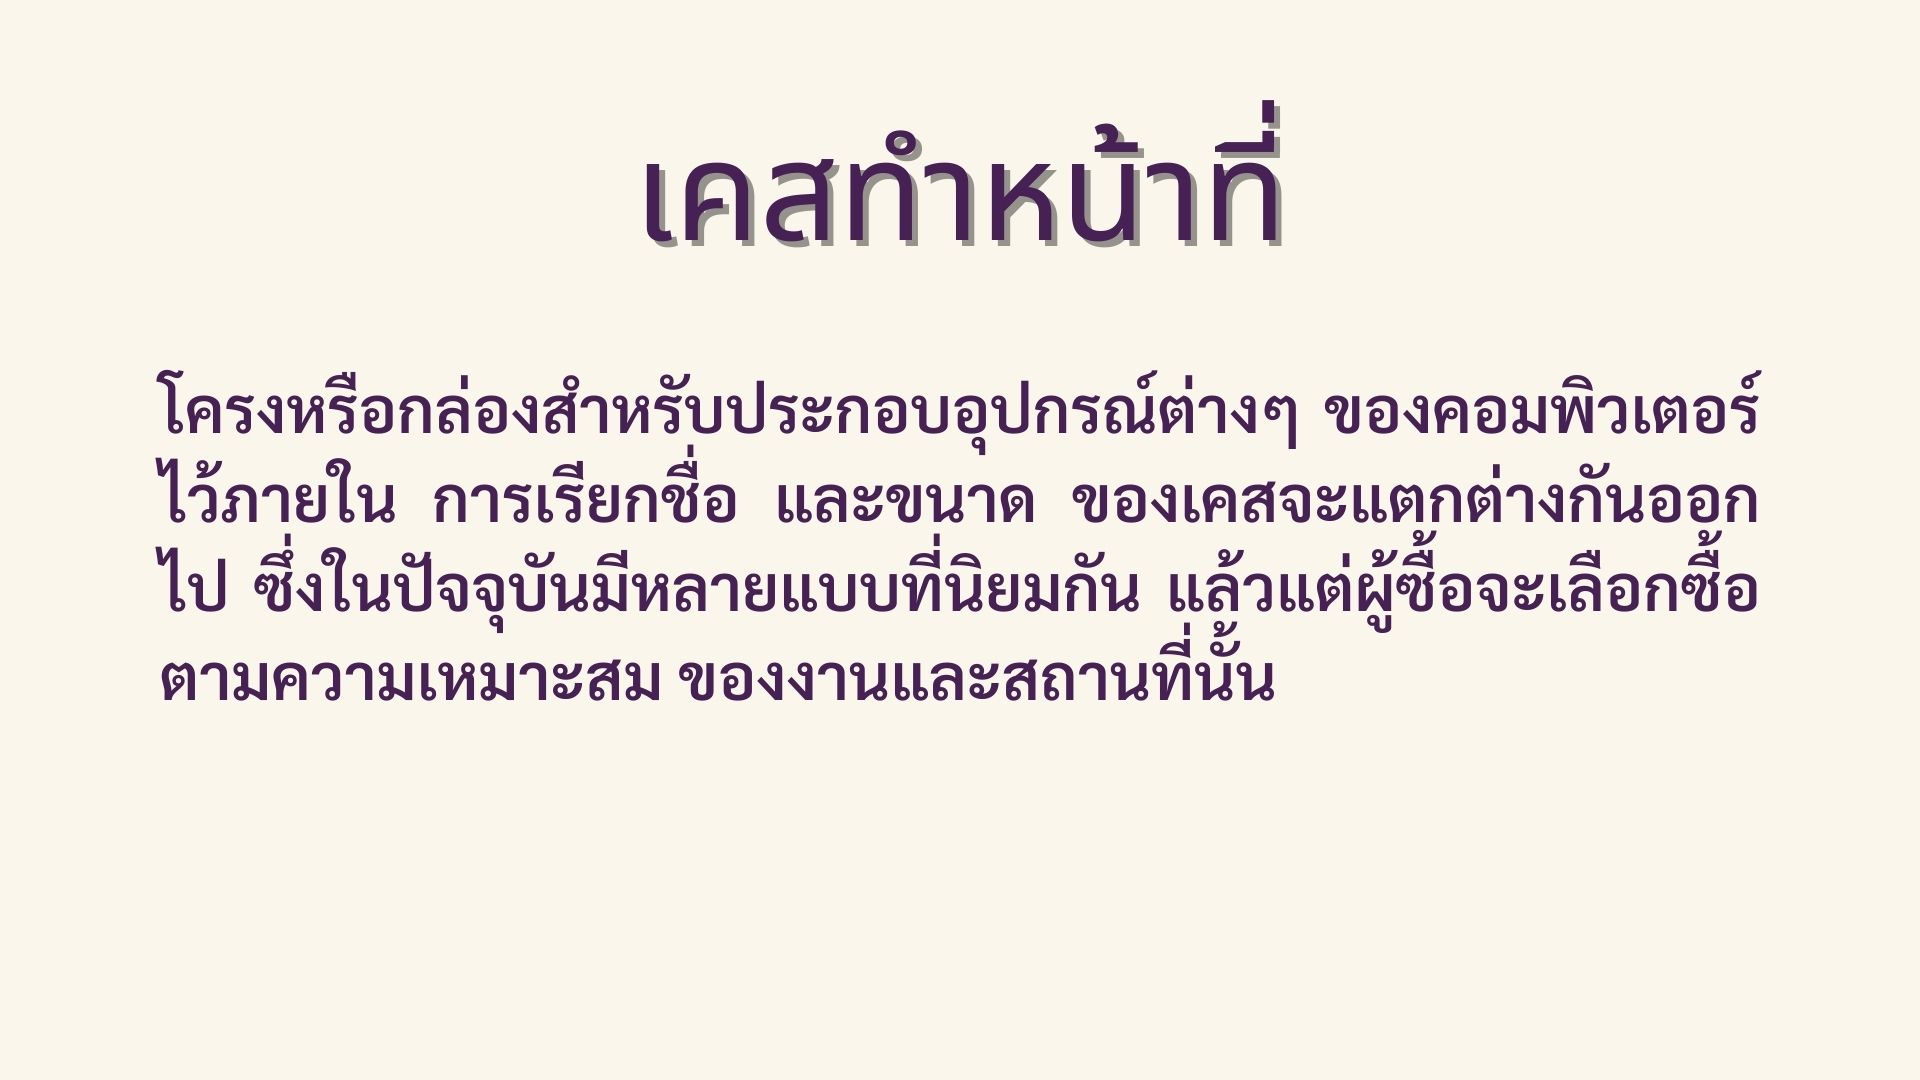 เคสทำหน้าที่
โครงหรือกล่องสำหรับประกอบอุปกรณ์ต่างๆ ของคอมพิวเตอร์
ไว้ภายใน การเรียกชื่อ และขนาด ของเคสจะแตกต่างกันออก
ไป ซึ่งในปัจจุบันมีหลายแบบที่นิยมกัน แล้วแต่ผู้ซื้อจะเลือกซื้อ
ตามความเหมาะสม ของงานและสถานที่นั้น